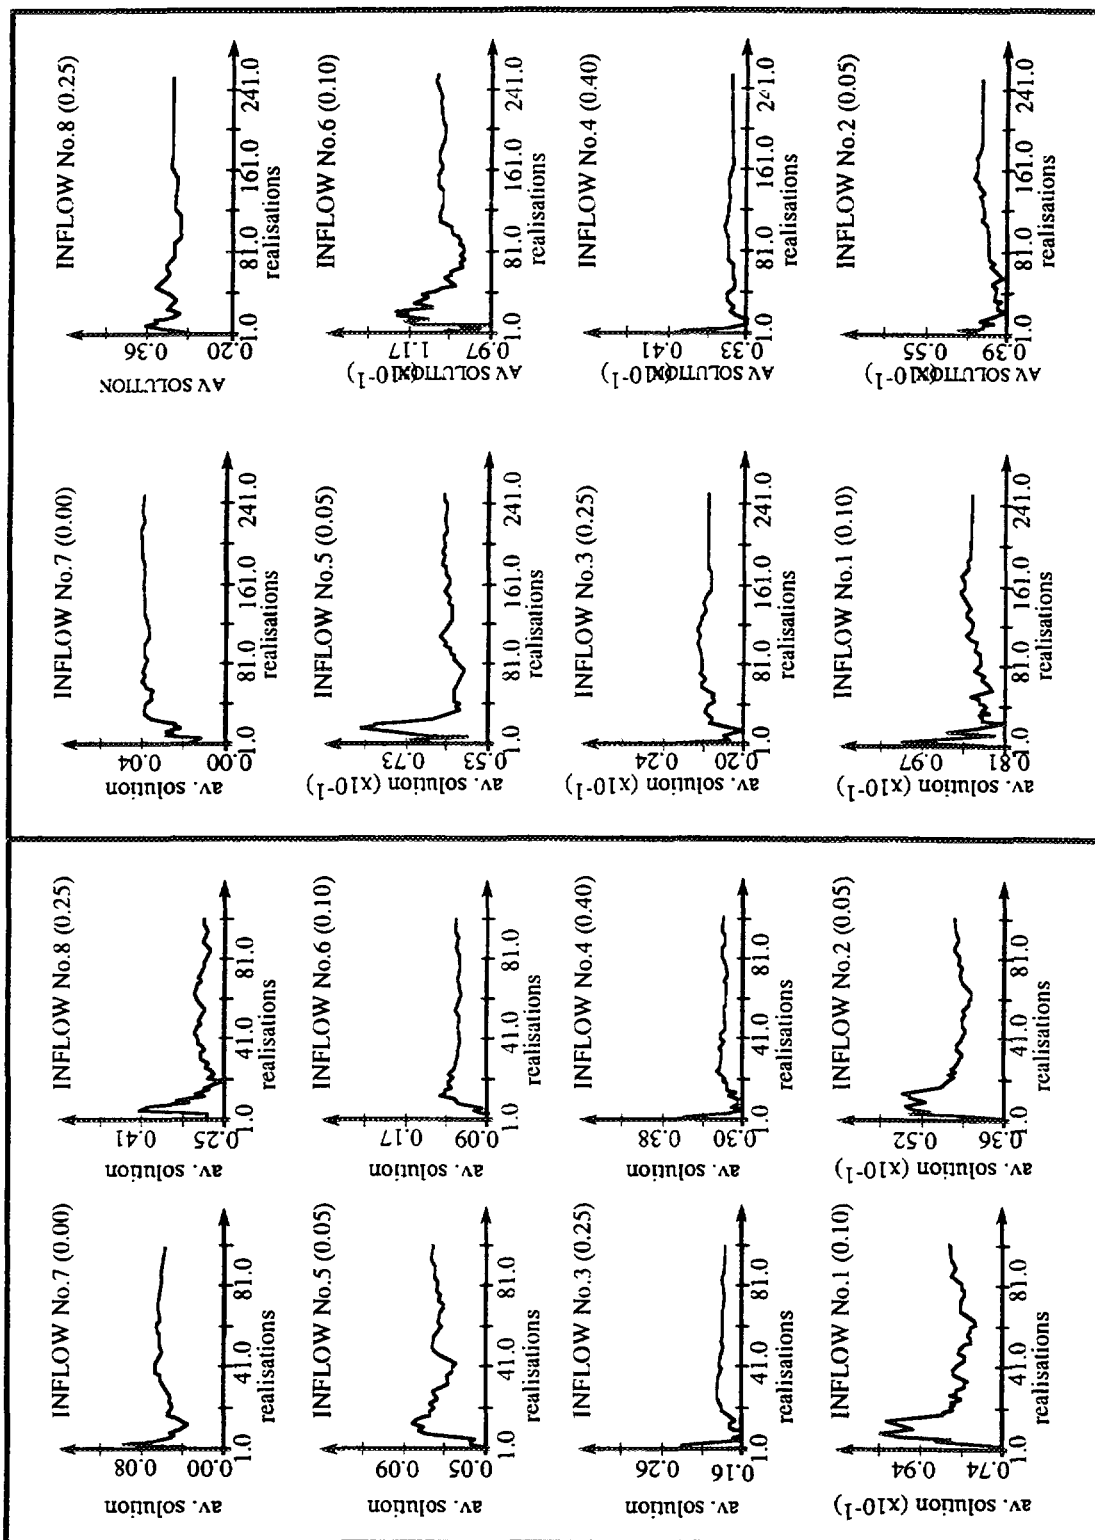 INFLOW No.7 (0.00)
av. solution
0.08
0.00
1.0 41.0 81.0
realisations
INFLOW No.8 (0.25)
av. solution
0.41
0.25
1.0 41.0 81.0
realisations
INFLOW No.7 (0.00)
av. solution
0.04
0.00
1.0 81.0 161.0 241.0
realisations
INFLOW No.8 (0.25)
AV SOLUTION
0.36
0.20
1.0 81.0 161.0 241.0
realisations
INFLOW No.5 (0.05)
av. solution
0.09
0.05
1.0 41.0 81.0
realisations
INFLOW No.6 (0.10)
av. solution
0.17
0.09
1.0 41.0 81.0
realisations
INFLOW No.5 (0.05)
av. solution (x10⁻¹)
0.73
0.53
1.0 81.0 161.0 241.0
realisations
INFLOW No.6 (0.10)
AV SOLUTION
(x10⁻¹)
1.17
0.97
1.0 81.0 161.0 241.0
realisations
INFLOW No.3 (0.25)
av. solution
0.26
0.16
1.0 41.0 81.0
realisations
INFLOW No.4 (0.40)
av. solution
0.38
0.30
1.0 41.0 81.0
realisations
INFLOW No.3 (0.25)
av. solution (x10⁻¹)
0.24
0.20
1.0 81.0 161.0 241.0
realisations
INFLOW No.4 (0.40)
AV SOLUTION
(x10⁻¹)
0.41
0.33
1.0 81.0 161.0 241.0
realisations
INFLOW No.1 (0.10)
av. solution (x10⁻¹)
0.94
0.74
1.0 41.0 81.0
realisations
INFLOW No.2 (0.05)
av. solution (x10⁻¹)
0.52
0.36
1.0 41.0 81.0
realisations
INFLOW No.1 (0.10)
av. solution (x10⁻¹)
0.97
0.81
1.0 81.0 161.0 241.0
realisations
INFLOW No.2 (0.05)
AV SOLUTION
(x10⁻¹)
0.55
0.39
1.0 81.0 161.0 241.0
realisations